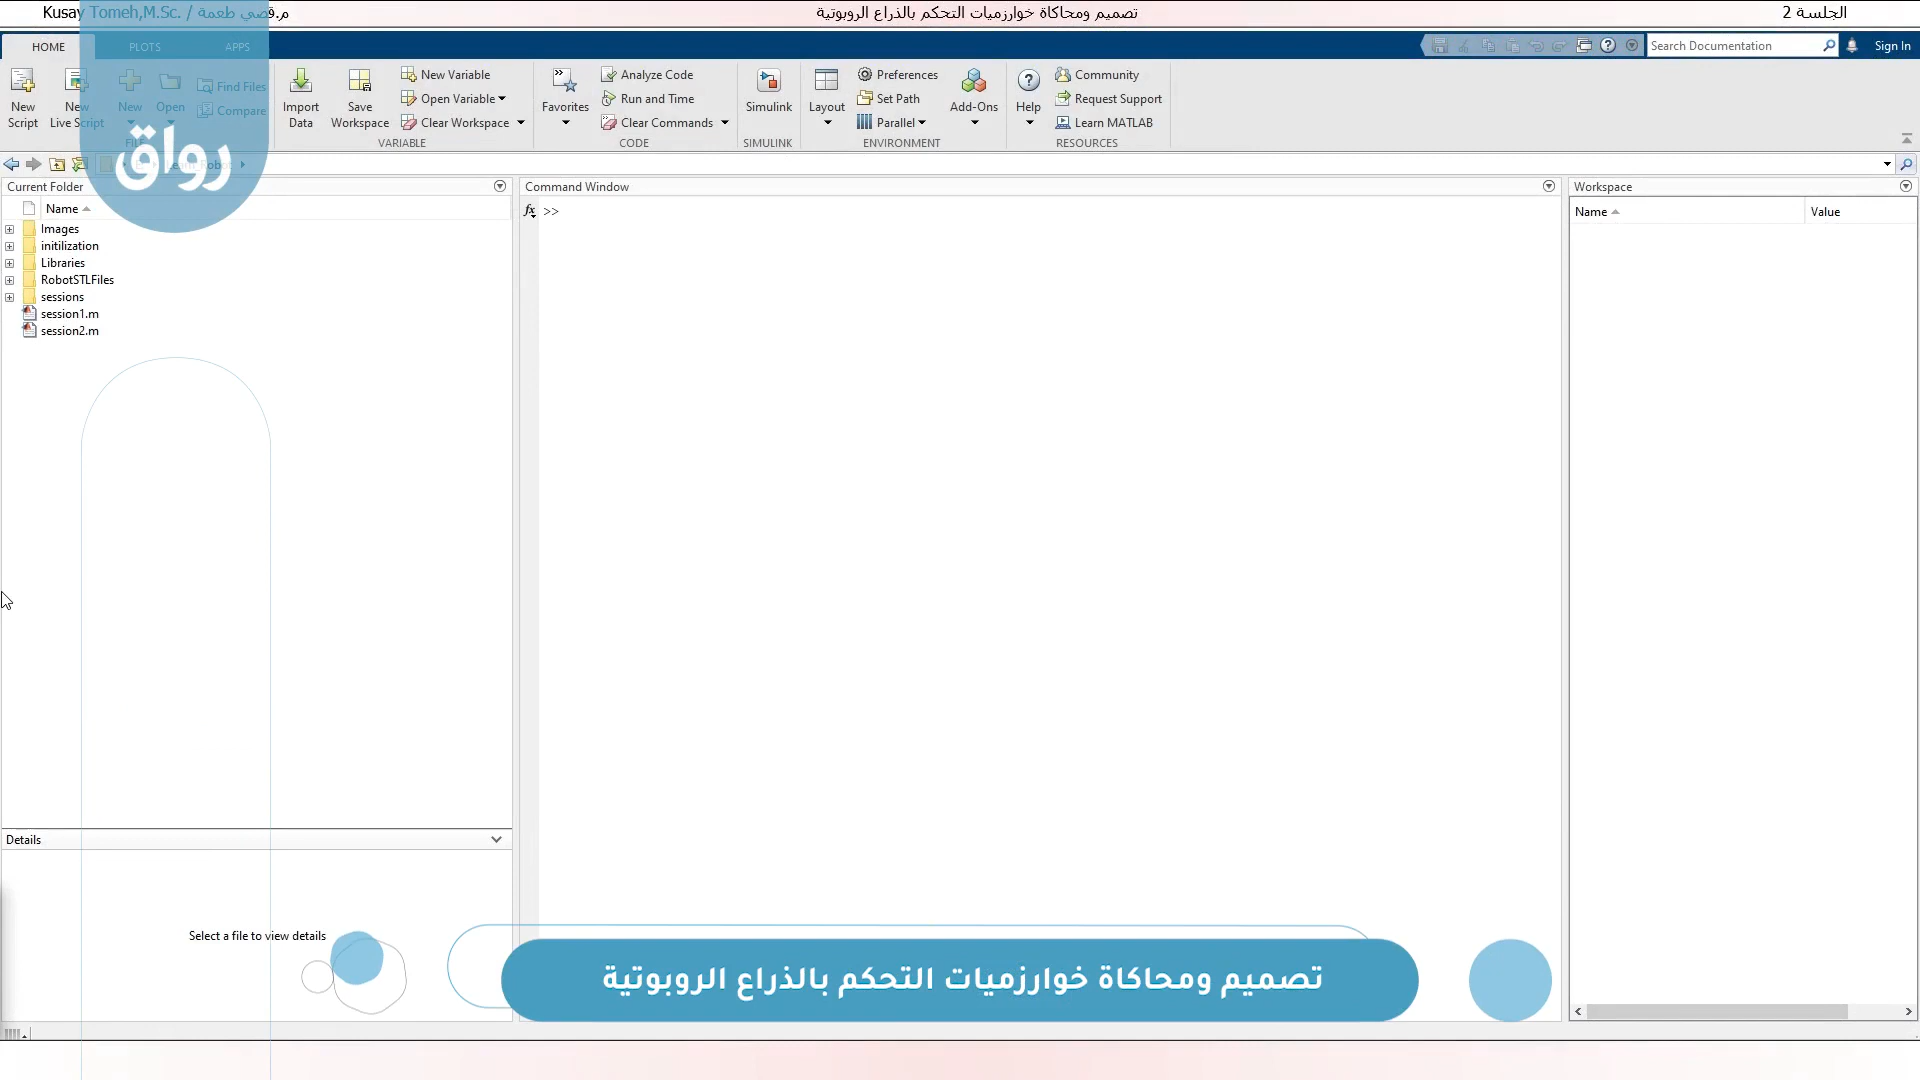 Kusay Tomeh,M.Sc. / م.قصي طعمة
تصميم ومحاكاة خوارزميات التحكم بالذراع الروبوتية
الجلسة 2
HOME
PLOTS
APPS
Search Documentation
Sign In
New Script
New Live Script
New
Open
Find Files
Compare
Import Data
Save Workspace
New Variable
Open Variable
Clear Workspace
Favorites
Analyze Code
Run and Time
Clear Commands
Simulink
Layout
Preferences
Set Path
Parallel
Add-Ons
Help
Community
Request Support
Learn MATLAB
VARIABLE
CODE
SIMULINK
ENVIRONMENT
RESOURCES
رواق
Current Folder
Name
Images
initilization
Libraries
RobotSTLFiles
sessions
session1.m
session2.m
Details
Select a file to view details
Command Window
fx >>
Workspace
Name
Value
تصميم ومحاكاة خوارزميات التحكم بالذراع الروبوتية